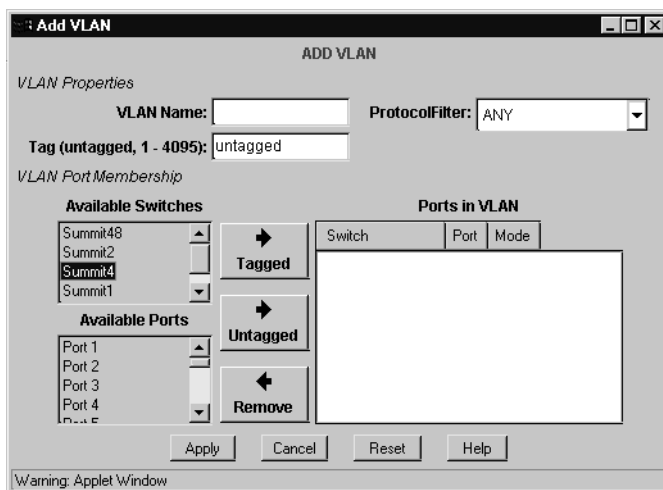 Add VLAN
ADD VLAN
VLAN Properties
VLAN Name:
ProtocolFilter: ANY
Tag (untagged, 1 - 4095): untagged
VLAN Port Membership
Available Switches
Ports in VLAN
Summit48
Summit2
Summit4
Summit1
Tagged
Switch Port Mode
Available Ports
Port 1
Port 2
Port 3
Port 4
Port 5
Untagged
Remove
Apply Cancel Reset Help
Warning: Applet Window